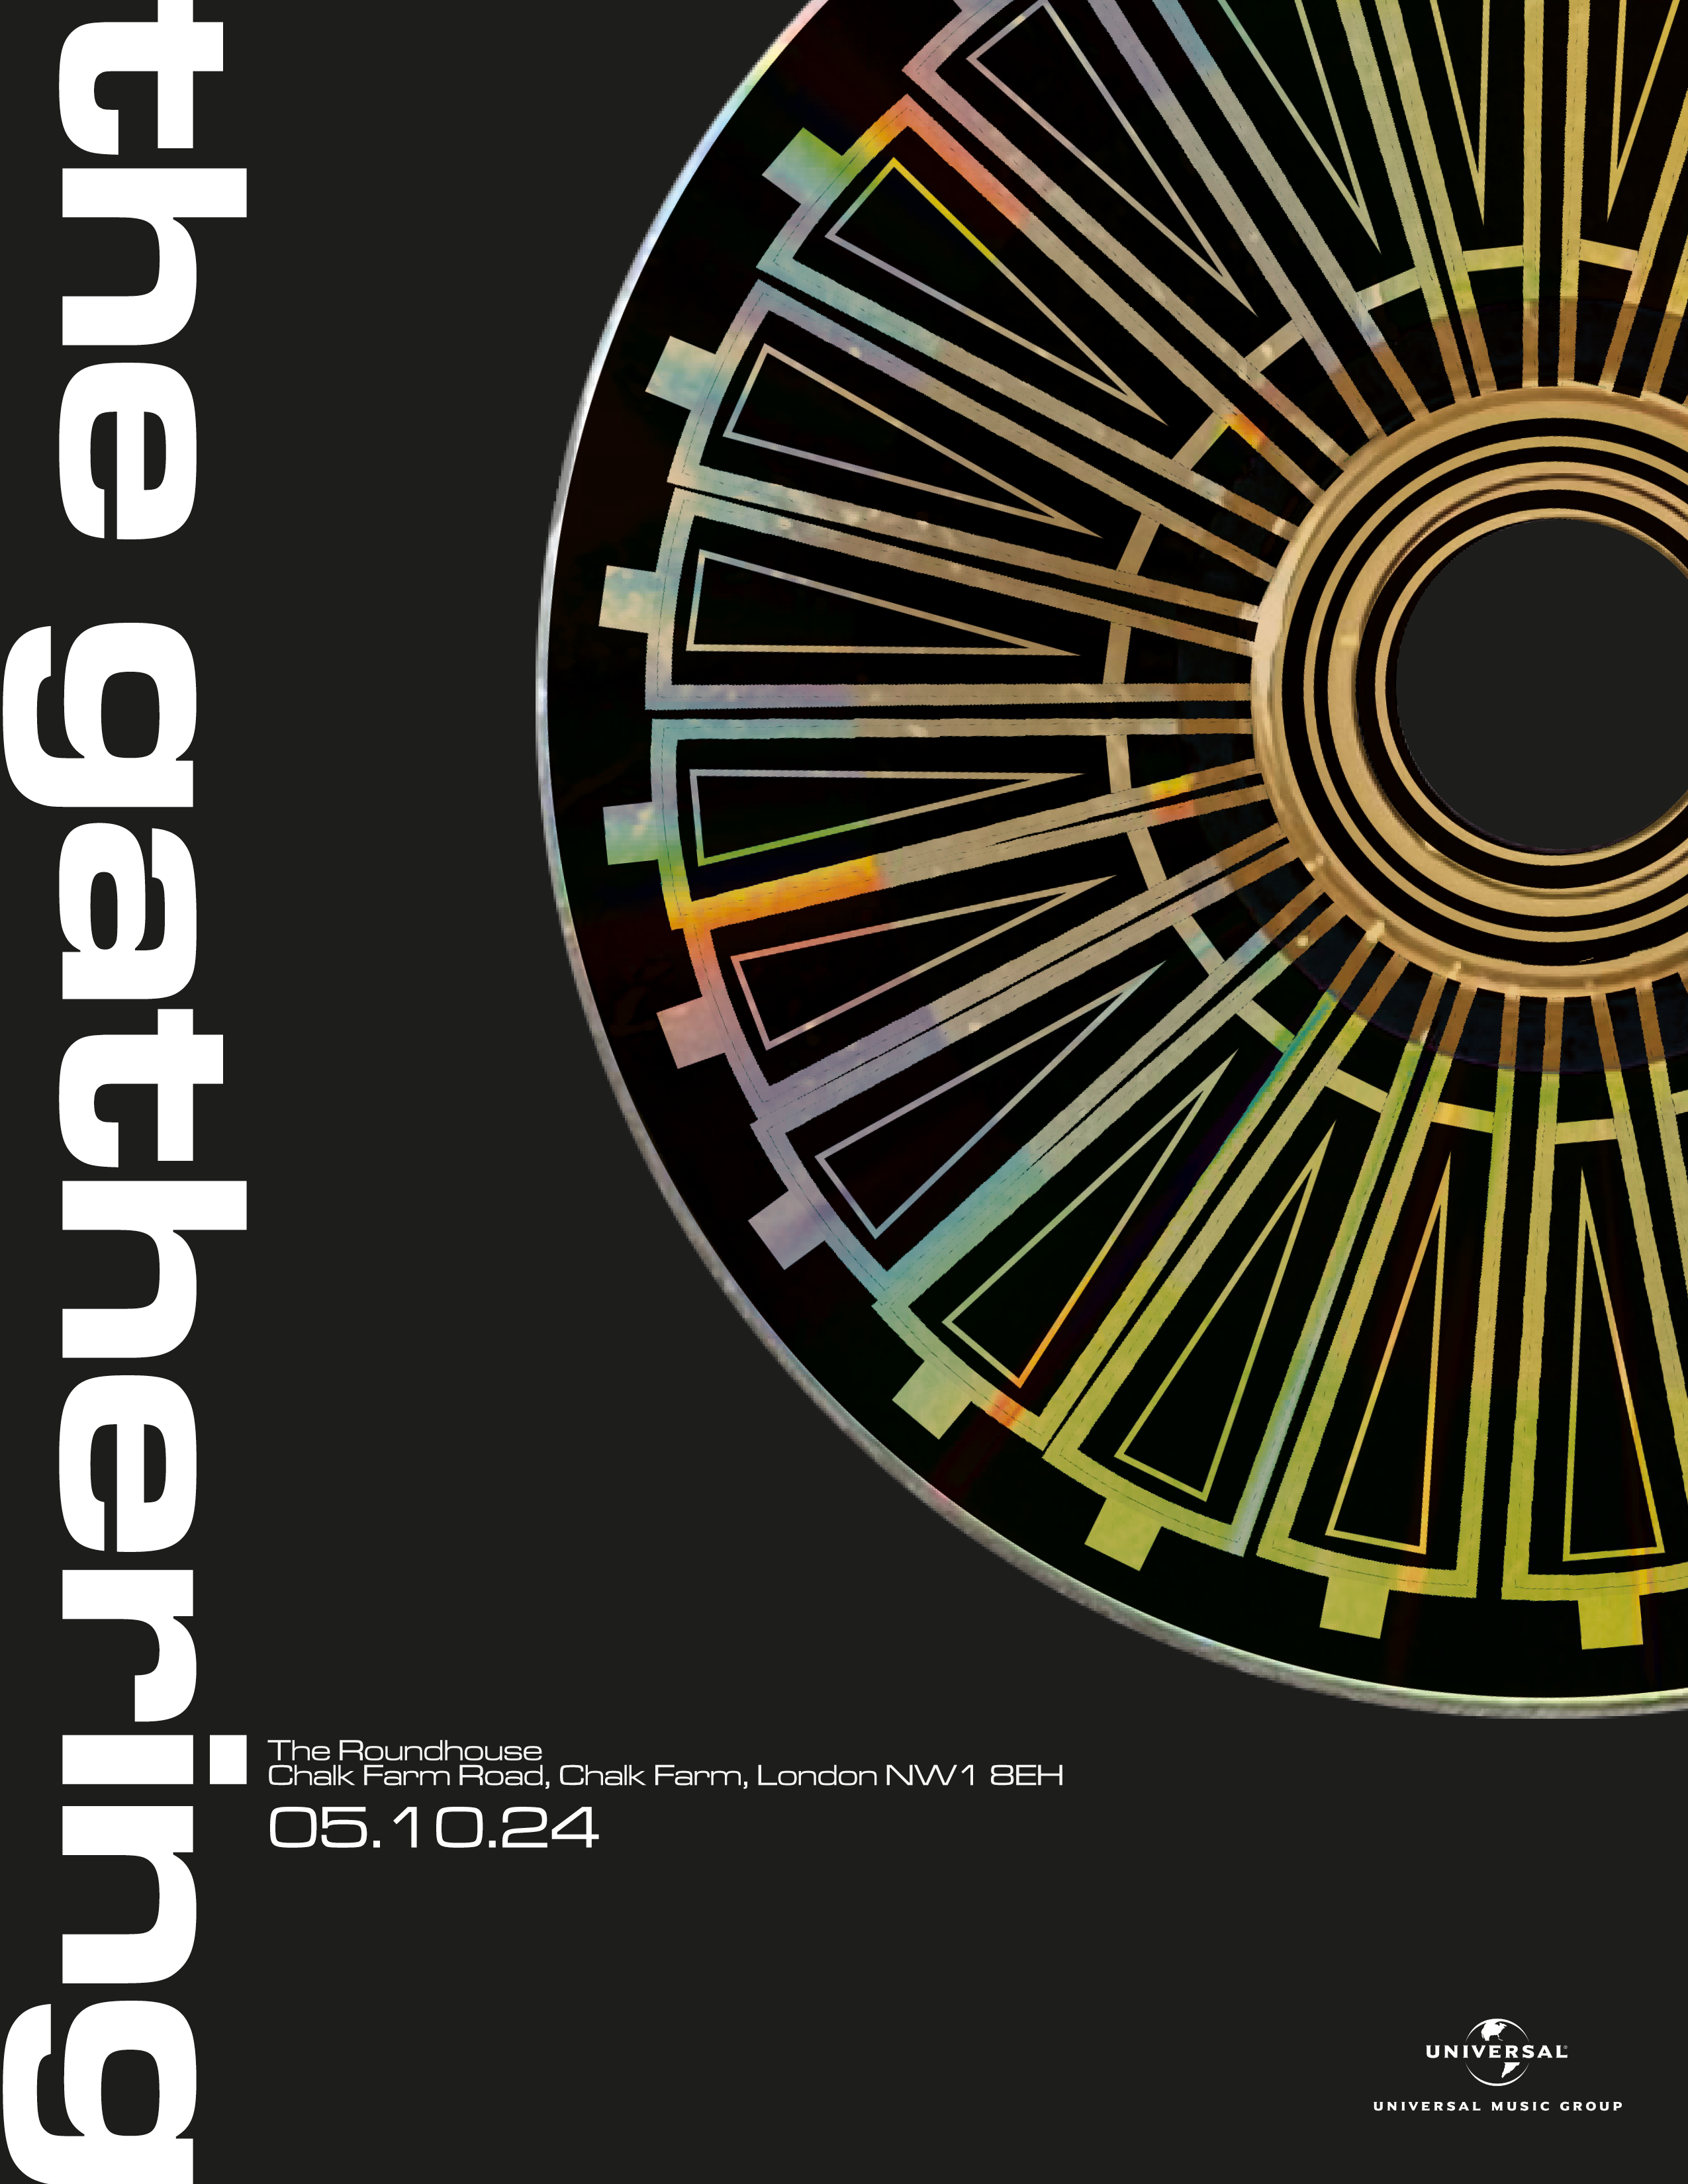 the gathering
The Roundhouse
Chalk Farm Road, Chalk Farm, London NW1 8EH
05.10.24
UNIVERSAL
UNIVERSAL MUSIC GROUP